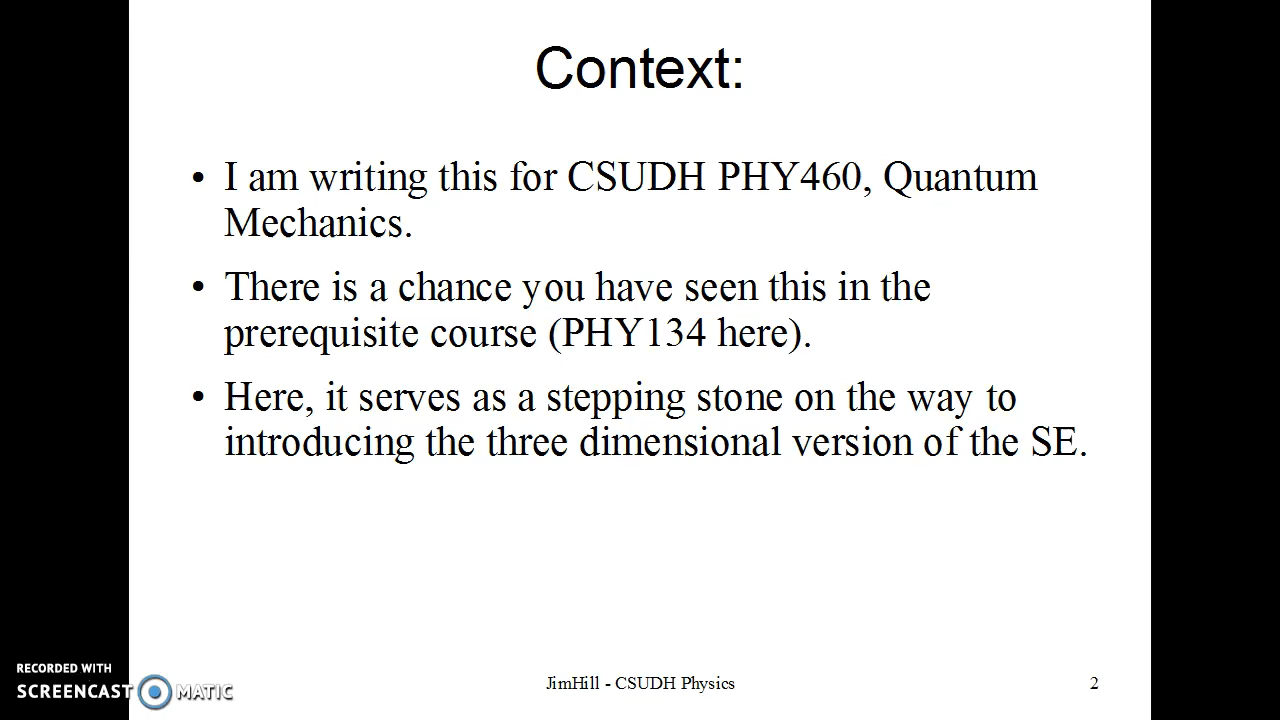 Context:
• I am writing this for CSUDH PHY460, Quantum
Mechanics.
• There is a chance you have seen this in the
prerequisite course (PHY134 here).
• Here, it serves as a stepping stone on the way to
introducing the three dimensional version of the SE.
RECORDED WITH
SCREENCAST MATIC
JimHill - CSUDH Physics
2